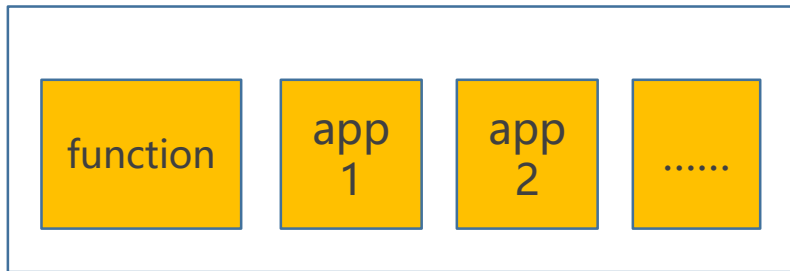 function
app
1
app
2
......